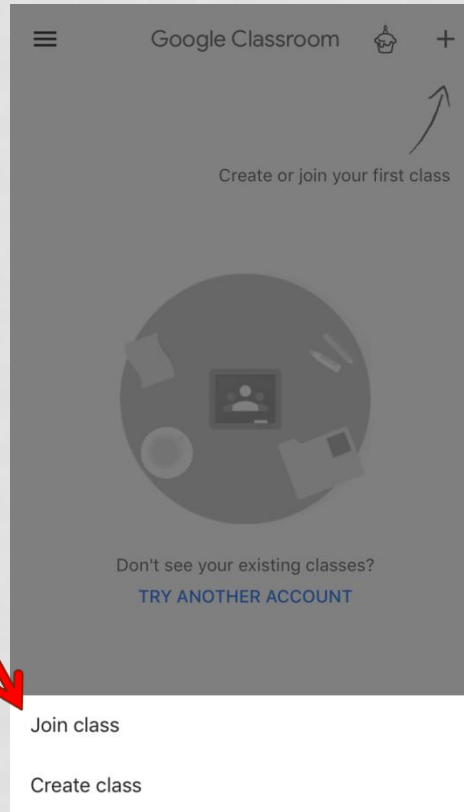 Google Classroom
Create or join your first class
Don't see your existing classes?
TRY ANOTHER ACCOUNT
Join class
Create class